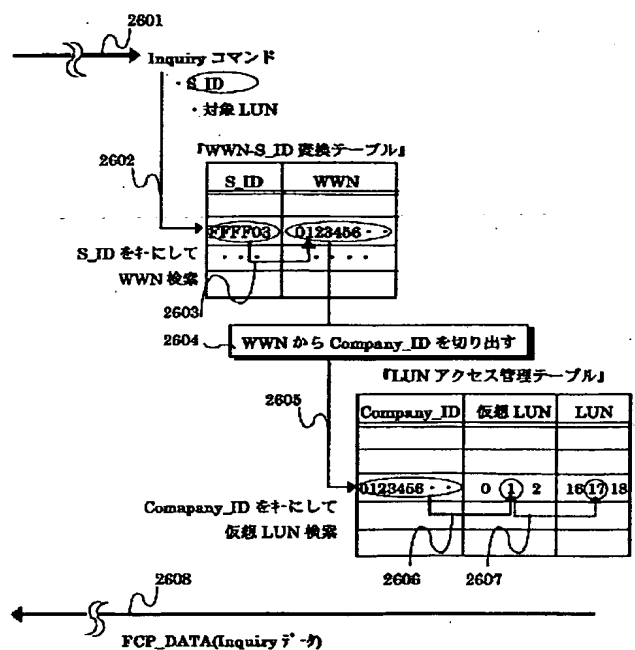 2601
Inquiry コマンド
・S_ID
・対象 LUN
『WWN-S_ID 変換テーブル』
2602
S_ID WWN
FFFF03 0123456・・
S_ID をｷｰにして
WWN 検索
・・・ ・・・・
2603
2604
WWN から Company_ID を切り出す
『LUN アクセス管理テーブル』
2605
Company_ID 仮想 LUN LUN
0123456・・ 0 1 2 16 17 18
Comapany_ID をｷｰにして
仮想 LUN 検索
2606 2607
2608
FCP_DATA(Inquiry ﾃﾞｰﾀ)